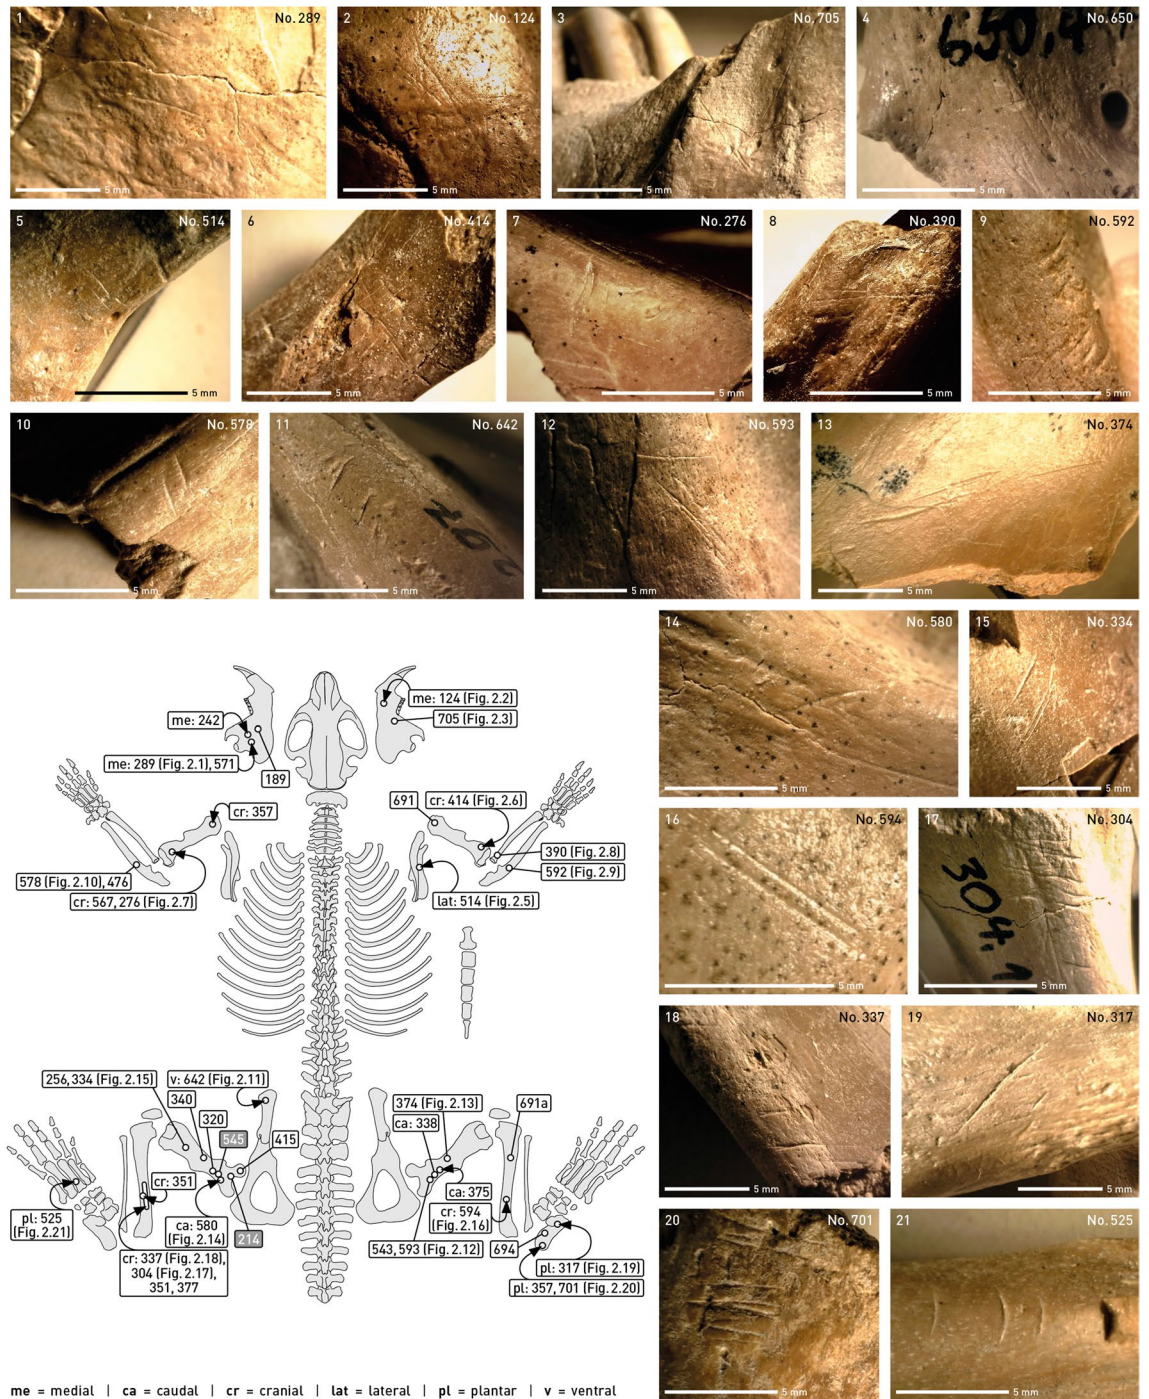 1 No. 289
5 mm
2 No. 124
5 mm
3 No. 705
5 mm
4 No. 650
650,4
5 mm
5 No. 514
5 mm
6 No. 414
5 mm
7 No. 276
5 mm
8 No. 390
5 mm
9 No. 592
5 mm
10 No. 578
5 mm
11 No. 642
5 mm
12 No. 593
5 mm
13 No. 374
5 mm
14 No. 580
5 mm
15 No. 334
5 mm
16 No. 594
5 mm
17 No. 304
304,1
5 mm
18 No. 337
5 mm
19 No. 317
5 mm
20 No. 701
5 mm
21 No. 525
5 mm
me: 242
me: 289 (Fig. 2.1), 571
189
me: 124 (Fig. 2.2)
705 (Fig. 2.3)
cr: 357
578 (Fig. 2.10), 476
cr: 567, 276 (Fig. 2.7)
691
cr: 414 (Fig. 2.6)
390 (Fig. 2.8)
592 (Fig. 2.9)
lat: 514 (Fig. 2.5)
256, 334 (Fig. 2.15)
v: 642 (Fig. 2.11)
340
320
545
415
cr: 351
pl: 525
(Fig. 2.21)
ca: 580
(Fig. 2.14)
214
cr: 337 (Fig. 2.18),
304 (Fig. 2.17),
351, 377
374 (Fig. 2.13)
691a
ca: 338
ca: 375
cr: 594
(Fig. 2.16)
543, 593 (Fig. 2.12)
694
pl: 317 (Fig. 2.19)
pl: 357, 701 (Fig. 2.20)
me = medial | ca = caudal | cr = cranial | lat = lateral | pl = plantar | v = ventral